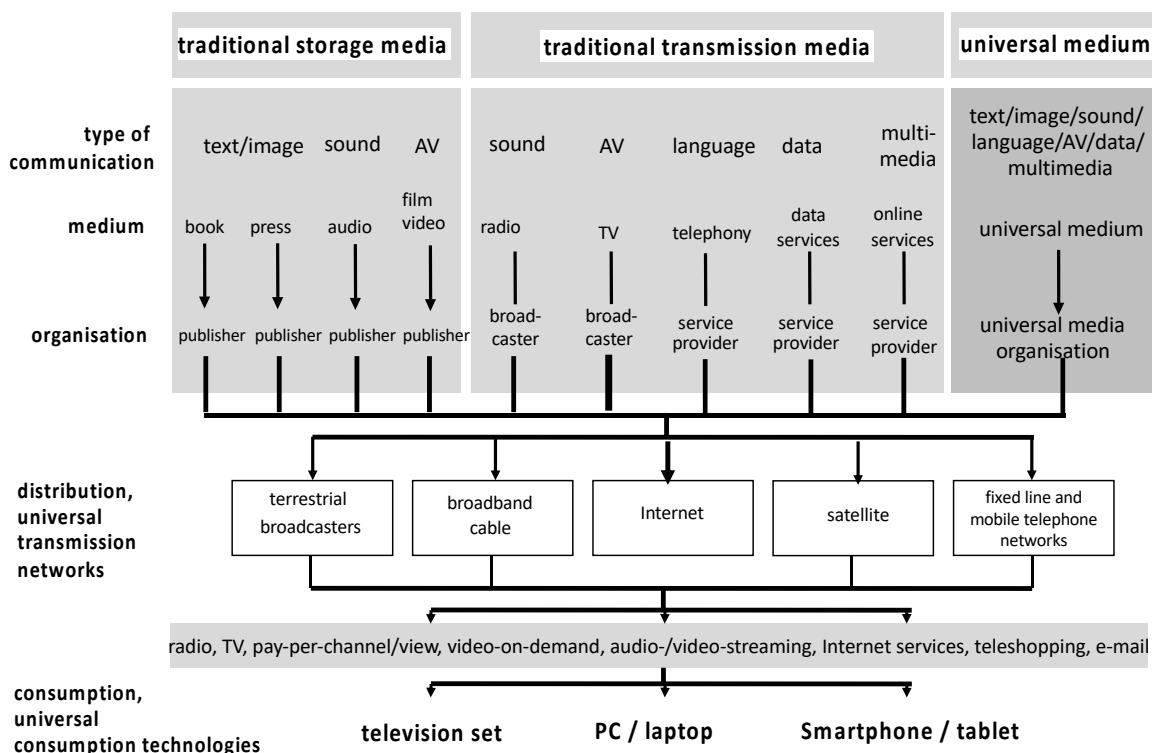 traditional storage media
traditional transmission media
universal medium
type of
communication
text/image
sound
AV
sound
AV
language
data
multi-
media
text/image/sound/
language/AV/data/
multimedia
medium
book
press
audio
film
video
radio
TV
telephony
data
services
online
services
universal medium
organisation
publisher
publisher
publisher
publisher
broad-
caster
broad-
caster
service
provider
service
provider
service
provider
universal media
organisation
distribution,
universal
transmission
networks
terrestrial
broadcasters
broadband
cable
Internet
satellite
fixed line and
mobile telephone
networks
radio, TV, pay-per-channel/view, video-on-demand, audio-/video-streaming, Internet services, teleshopping, e-mail
consumption,
universal
consumption technologies
television set
PC / laptop
Smartphone / tablet